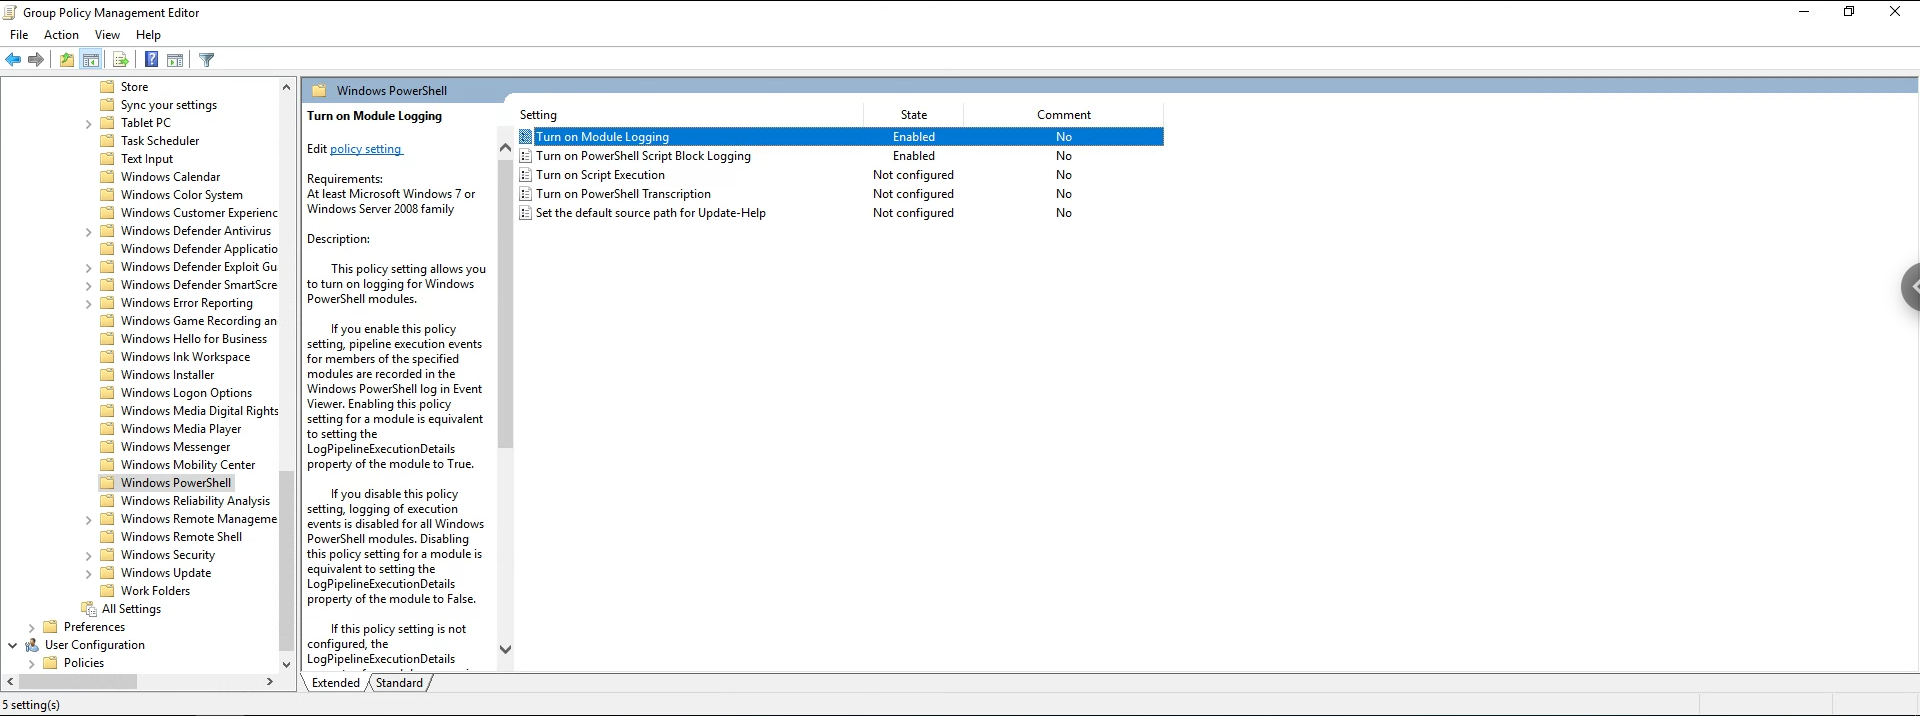 Group Policy Management Editor
File Action View Help
Store
Sync your settings
Tablet PC
Task Scheduler
Text Input
Windows Calendar
Windows Color System
Windows Customer Experienc
Windows Defender Antivirus
Windows Defender Applicatio
Windows Defender Exploit Gu
Windows Defender SmartScre
Windows Error Reporting
Windows Game Recording an
Windows Hello for Business
Windows Ink Workspace
Windows Installer
Windows Logon Options
Windows Media Digital Rights
Windows Media Player
Windows Messenger
Windows Mobility Center
Windows PowerShell
Windows Reliability Analysis
Windows Remote Manageme
Windows Remote Shell
Windows Security
Windows Update
Work Folders
All Settings
Preferences
User Configuration
Policies
Windows PowerShell
Turn on Module Logging
Edit policy setting
Requirements:
At least Microsoft Windows 7 or
Windows Server 2008 family
Description:
This policy setting allows you
to turn on logging for Windows
PowerShell modules.
If you enable this policy
setting, pipeline execution events
for members of the specified
modules are recorded in the
Windows PowerShell log in Event
Viewer. Enabling this policy
setting for a module is equivalent
to setting the
LogPipelineExecutionDetails
property of the module to True.
If you disable this policy
setting, logging of execution
events is disabled for all Windows
PowerShell modules. Disabling
this policy setting for a module is
equivalent to setting the
LogPipelineExecutionDetails
property of the module to False.
If this policy setting is not
configured, the
LogPipelineExecutionDetails
Setting State Comment
Turn on Module Logging Enabled No
Turn on PowerShell Script Block Logging Enabled No
Turn on Script Execution Not configured No
Turn on PowerShell Transcription Not configured No
Set the default source path for Update-Help Not configured No
Extended Standard
5 setting(s)